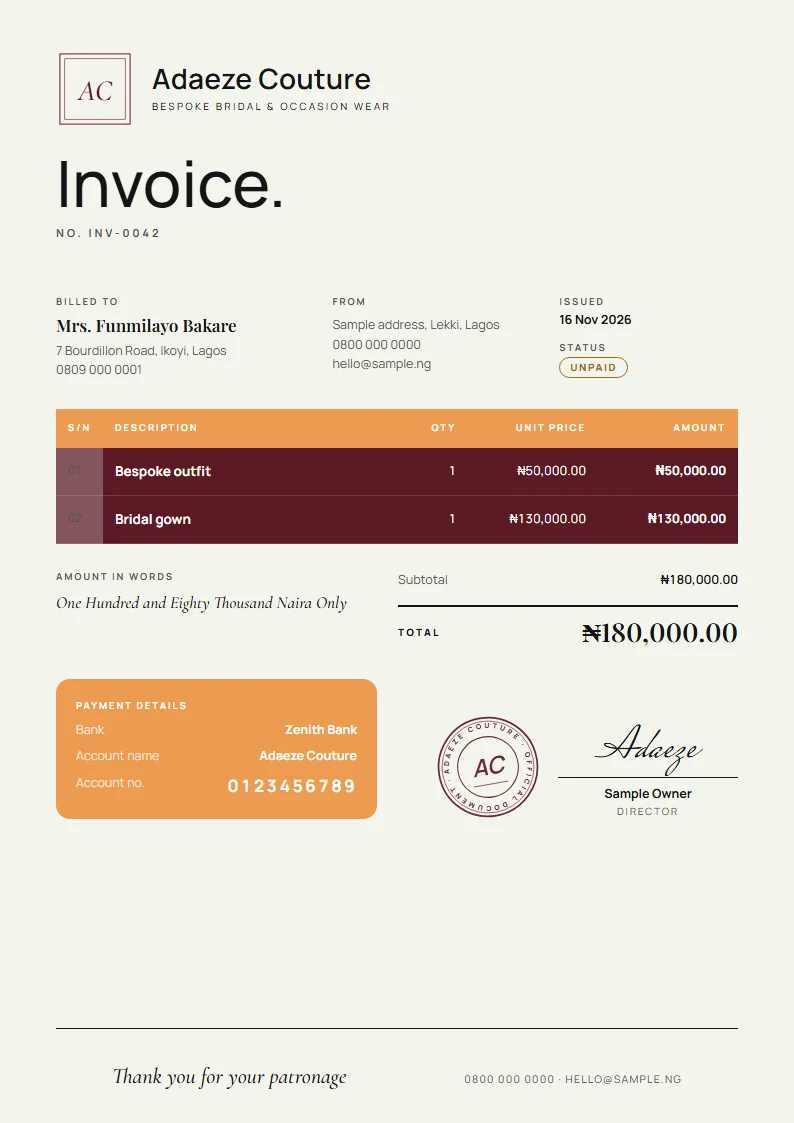 AC
Adaeze Couture
BESPOKE BRIDAL & OCCASION WEAR
Invoice.
NO. INV-0042
BILLED TO
Mrs. Funmilayo Bakare
7 Bourdillon Road, Ikoyi, Lagos
0809 000 0001
FROM
Sample address, Lekki, Lagos
0800 000 0000
hello@sample.ng
ISSUED
16 Nov 2026
STATUS
UNPAID
S/N DESCRIPTION QTY UNIT PRICE AMOUNT
01 Bespoke outfit 1 ₦50,000.00 ₦50,000.00
02 Bridal gown 1 ₦130,000.00 ₦130,000.00
AMOUNT IN WORDS
One Hundred and Eighty Thousand Naira Only
Subtotal ₦180,000.00
TOTAL ₦180,000.00
PAYMENT DETAILS
Bank Zenith Bank
Account name Adaeze Couture
Account no. 0123456789
ADAEZE COUTURE · OFFICIAL DOCUMENT ·
AC
Adaeze
Sample Owner
DIRECTOR
Thank you for your patronage
0800 000 0000 · HELLO@SAMPLE.NG